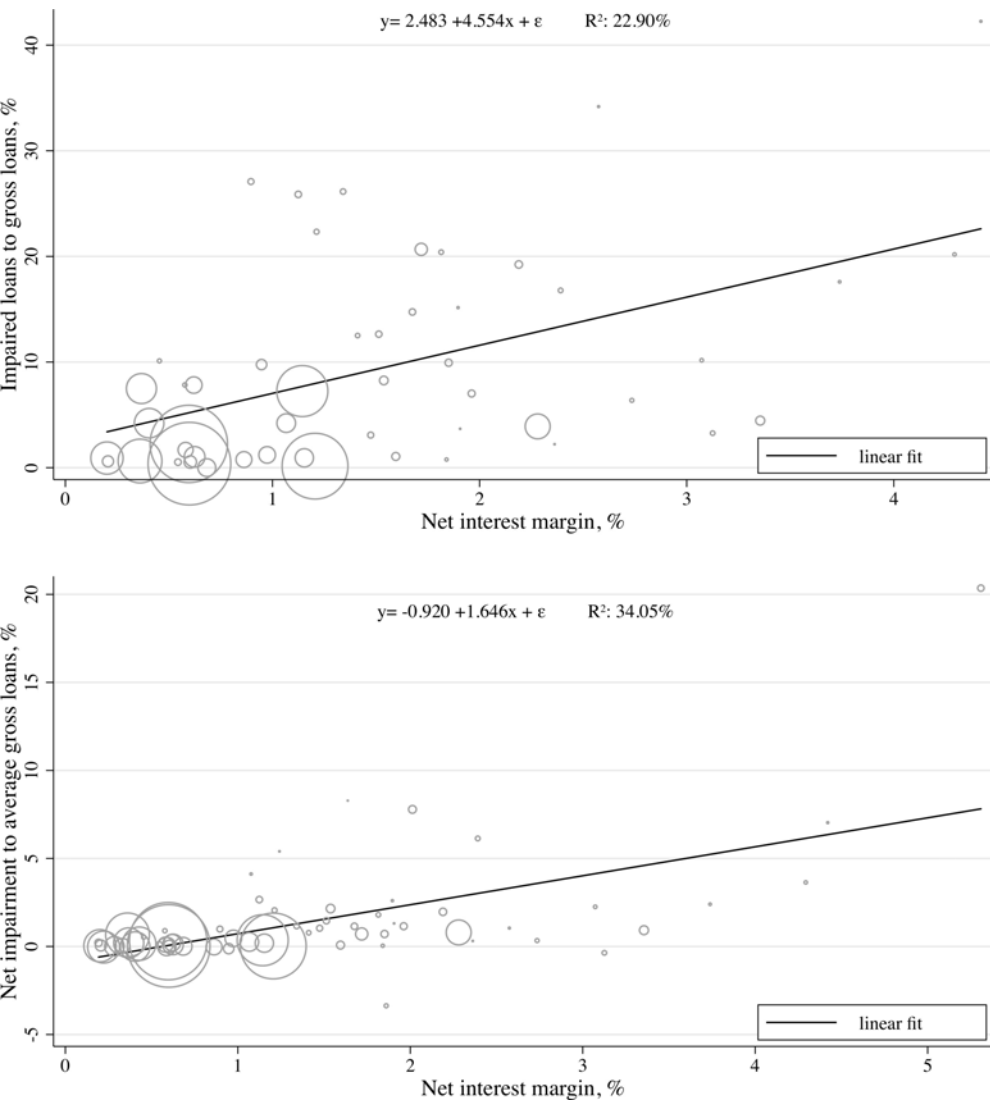 y= 2.483 +4.554x + ε R²: 22.90%
Impaired loans to gross loans, %
40
30
20
10
0
linear fit
0 1 2 3 4
Net interest margin, %
y= -0.920 +1.646x + ε R²: 34.05%
Net impairment to average gross loans, %
20
15
10
5
0
-5
linear fit
0 1 2 3 4 5
Net interest margin, %